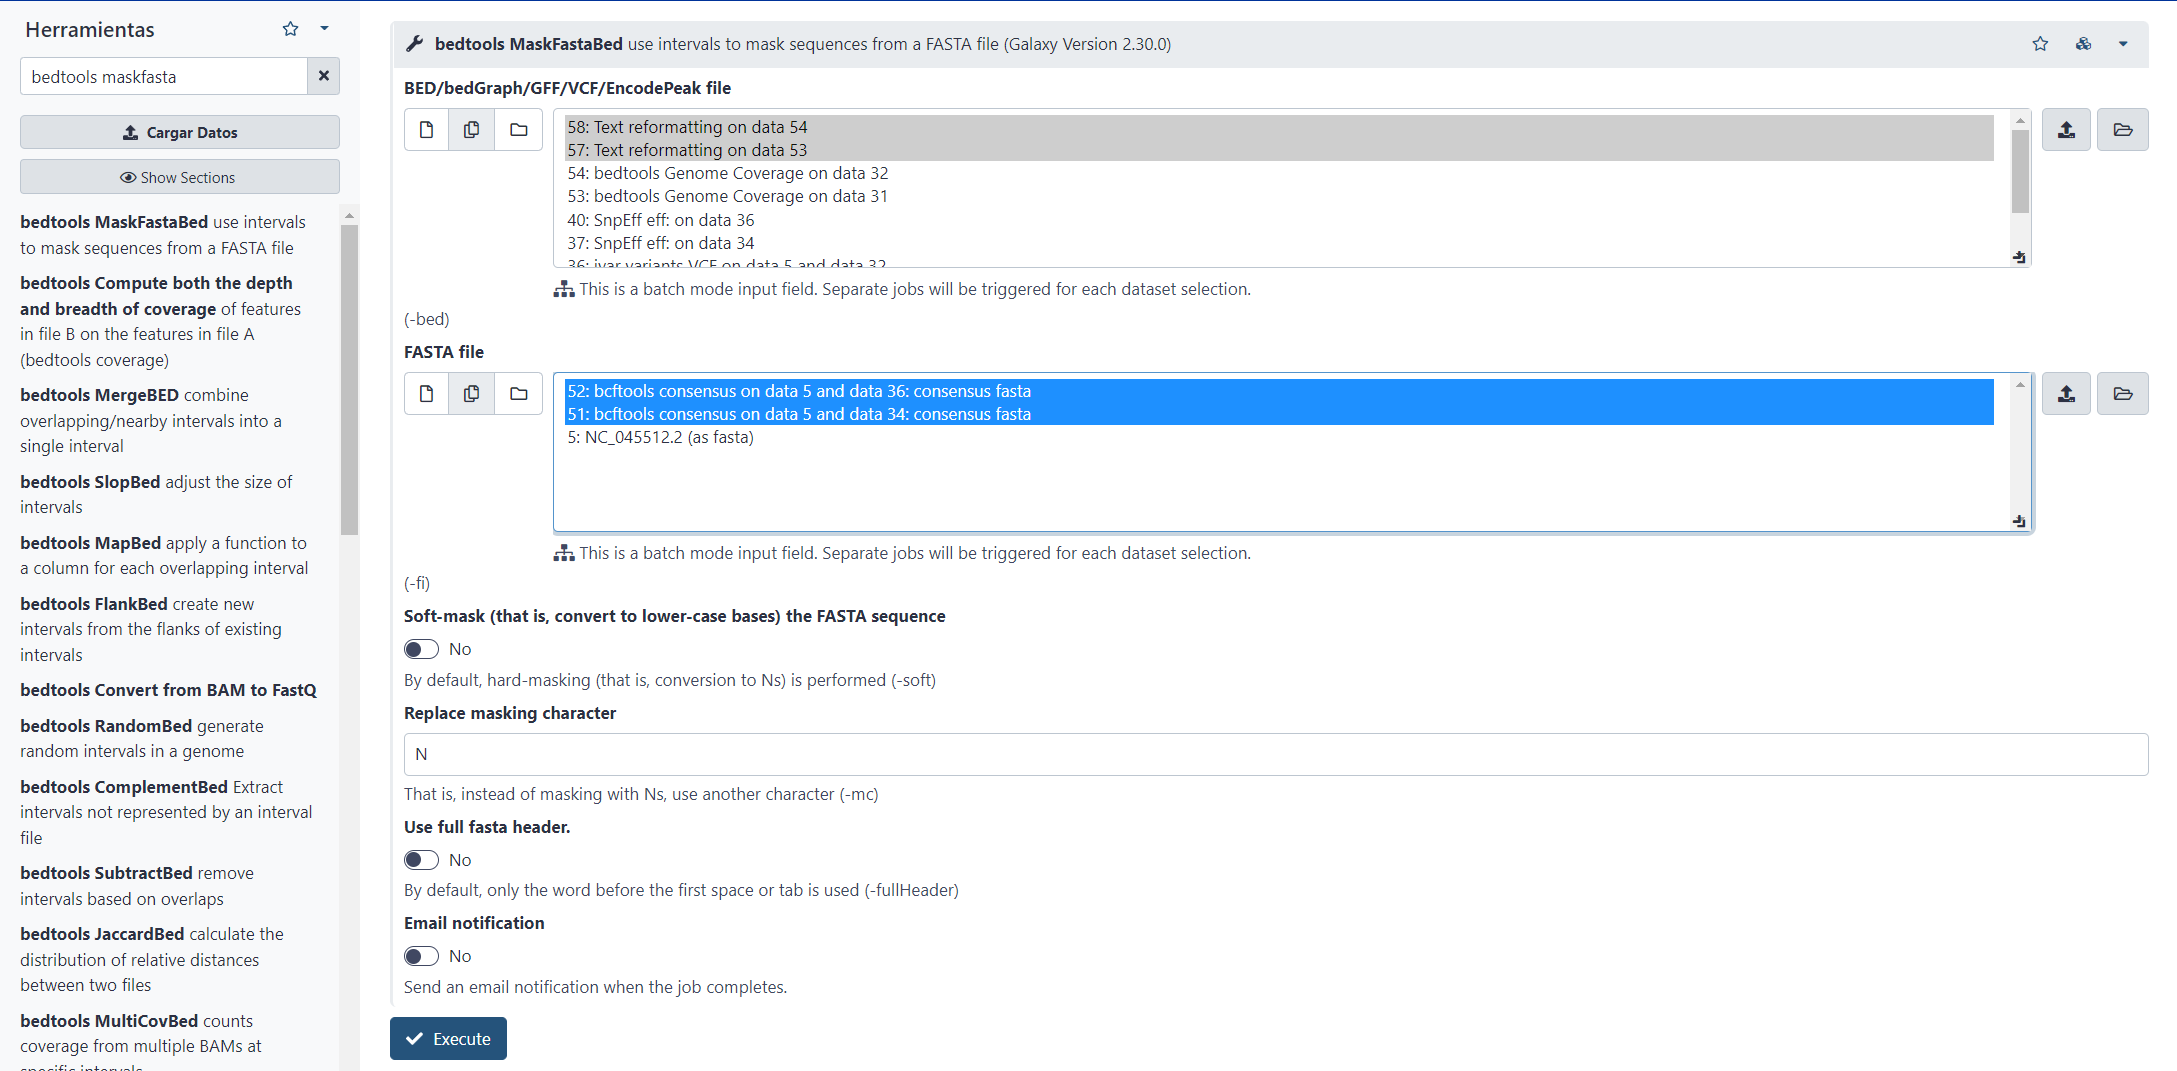 Herramientas
bedtools maskfasta
Cargar Datos
Show Sections
bedtools MaskFastaBed use intervals
to mask sequences from a FASTA file
bedtools Compute both the depth
and breadth of coverage of features
in file B on the features in file A
(bedtools coverage)
bedtools MergeBED combine
overlapping/nearby intervals into a
single interval
bedtools SlopBed adjust the size of
intervals
bedtools MapBed apply a function to
a column for each overlapping interval
bedtools FlankBed create new
intervals from the flanks of existing
intervals
bedtools Convert from BAM to FastQ
bedtools RandomBed generate
random intervals in a genome
bedtools ComplementBed Extract
intervals not represented by an interval
file
bedtools SubtractBed remove
intervals based on overlaps
bedtools JaccardBed calculate the
distribution of relative distances
between two files
bedtools MultiCovBed counts
coverage from multiple BAMs at
specific intervals
bedtools MaskFastaBed use intervals to mask sequences from a FASTA file (Galaxy Version 2.30.0)
BED/bedGraph/GFF/VCF/EncodePeak file
58: Text reformatting on data 54
57: Text reformatting on data 53
54: bedtools Genome Coverage on data 32
53: bedtools Genome Coverage on data 31
40: SnpEff eff: on data 36
37: SnpEff eff: on data 34
36: ivar variants VCF on data 5 and data 32
This is a batch mode input field. Separate jobs will be triggered for each dataset selection.
(-bed)
FASTA file
52: bcftools consensus on data 5 and data 36: consensus fasta
51: bcftools consensus on data 5 and data 34: consensus fasta
5: NC_045512.2 (as fasta)
This is a batch mode input field. Separate jobs will be triggered for each dataset selection.
(-fi)
Soft-mask (that is, convert to lower-case bases) the FASTA sequence
No
By default, hard-masking (that is, conversion to Ns) is performed (-soft)
Replace masking character
N
That is, instead of masking with Ns, use another character (-mc)
Use full fasta header.
No
By default, only the word before the first space or tab is used (-fullHeader)
Email notification
No
Send an email notification when the job completes.
Execute